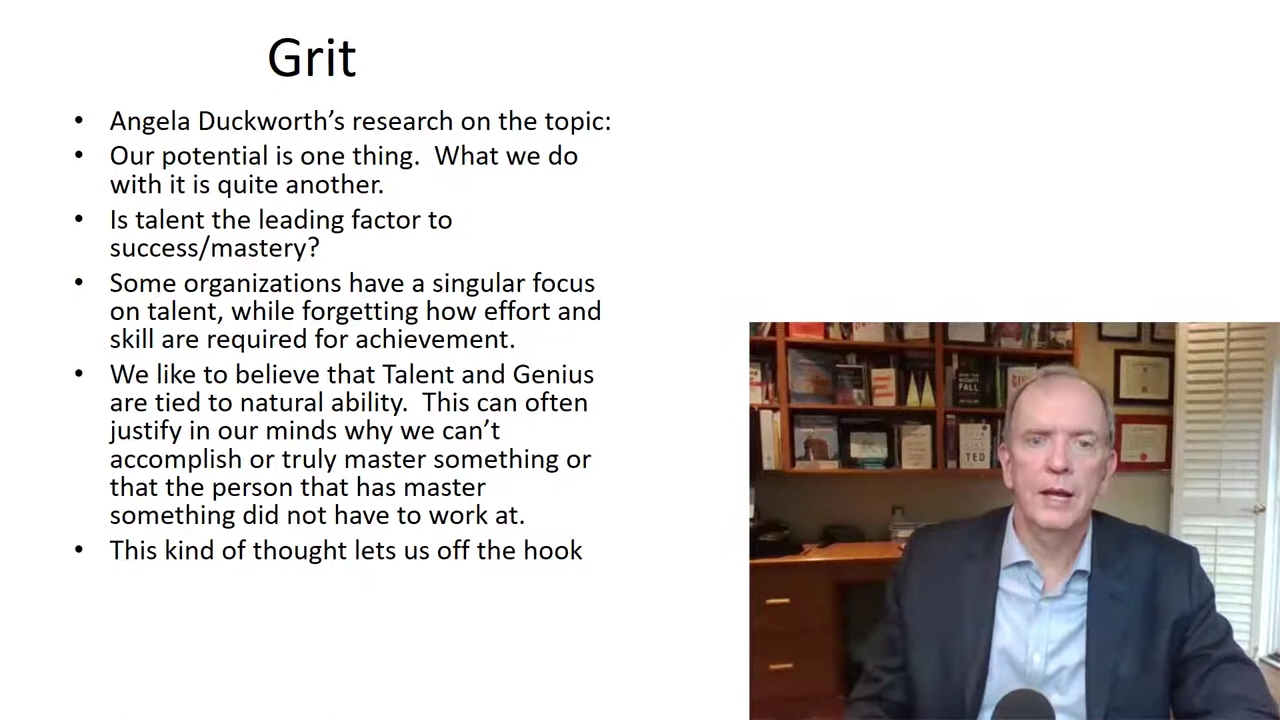 Grit
• Angela Duckworth’s research on the topic:
• Our potential is one thing.  What we do
with it is quite another.
• Is talent the leading factor to
success/mastery?
• Some organizations have a singular focus
on talent, while forgetting how effort and
skill are required for achievement.
• We like to believe that Talent and Genius
are tied to natural ability.  This can often
justify in our minds why we can’t
accomplish or truly master something or
that the person that has master
something did not have to work at.
• This kind of thought lets us off the hook
FALL
TED